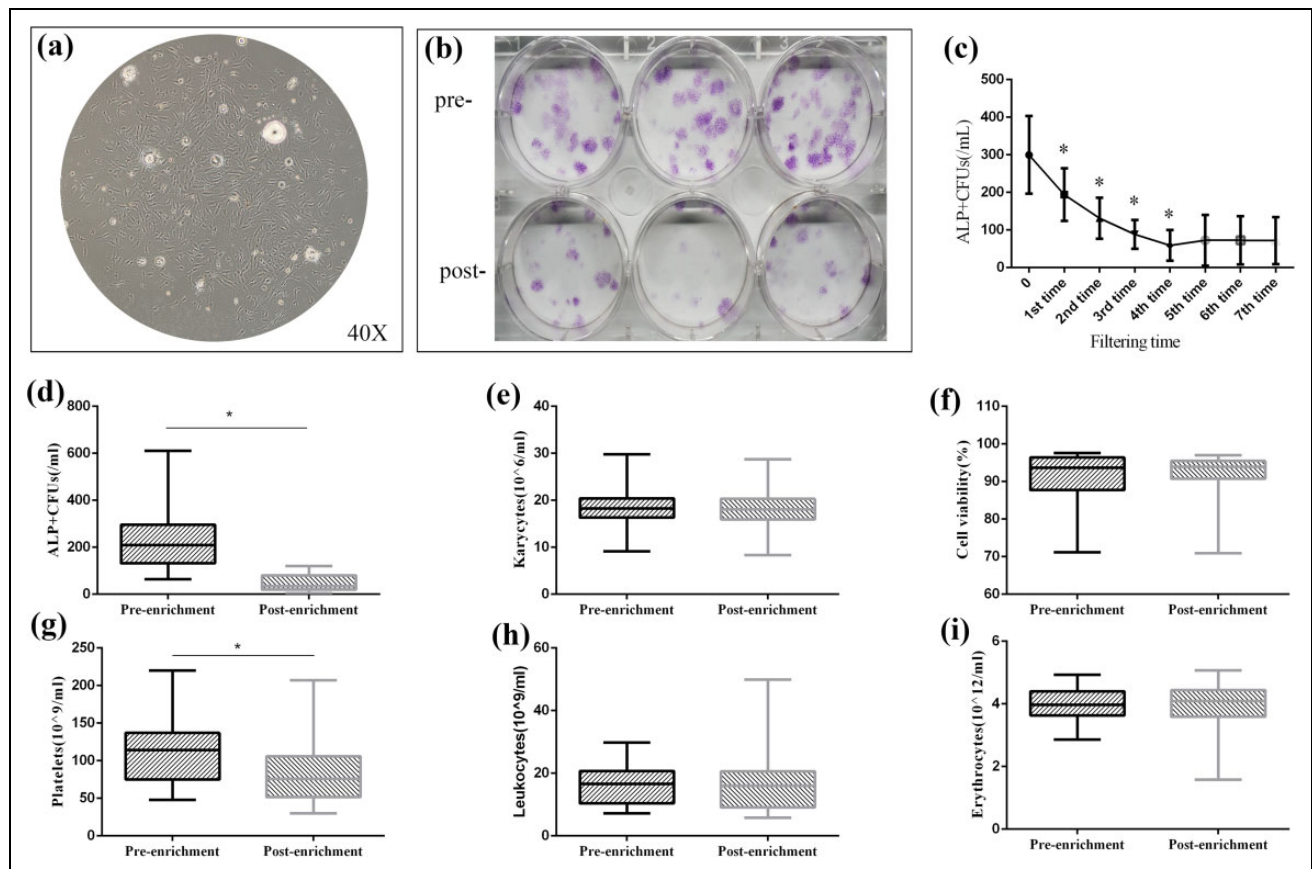 (a)
40X
(b)
pre-
post-
1 2 3
(c)
ALP+CFUs(/mL)
500
400
300
200
100
0
*
*
*
*
0
1st time
2nd time
3rd time
4th time
5th time
6th time
7th time
Filtering time
(d)
ALP+CFUs(/ml)
800
600
400
200
0
*
Pre-enrichment Post-enrichment
(e)
Karycytes(10^6/ml)
40
30
20
10
0
Pre-enrichment Post-enrichment
(f)
Cell viability(%)
110
100
90
80
70
60
Pre-enrichment Post-enrichment
(g)
Platelets(10^9/ml)
250
200
150
100
50
0
*
Pre-enrichment Post-enrichment
(h)
Leukocytes(10^9/ml)
60
40
20
0
Pre-enrichment Post-enrichment
(i)
Erythrocytes(10^12/ml)
6
4
2
0
Pre-enrichment Post-enrichment